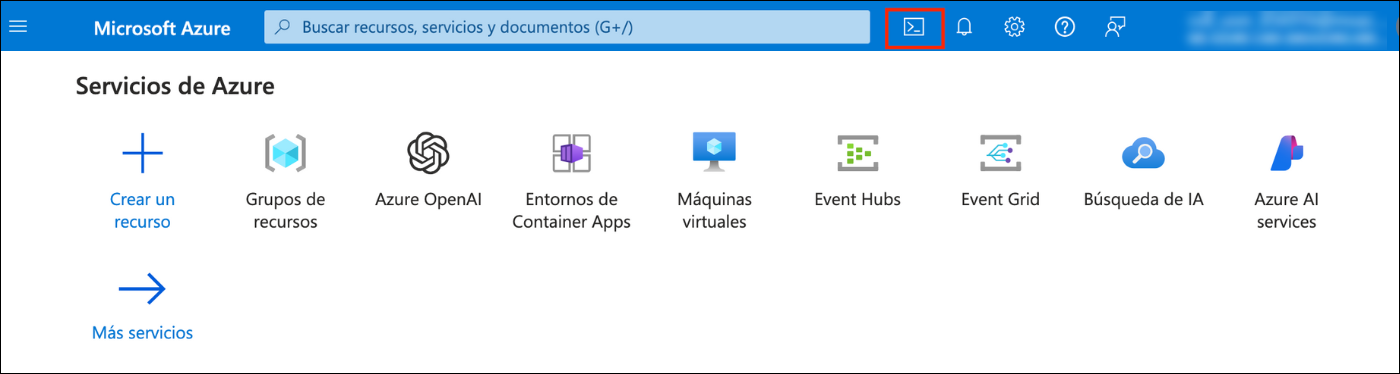 Microsoft Azure
Buscar recursos, servicios y documentos (G+/)
Servicios de Azure
Crear un
recurso
Grupos de
recursos
Azure OpenAI
Entornos de
Container Apps
Máquinas
virtuales
Event Hubs
Event Grid
Búsqueda de IA
Azure AI
services
Más servicios